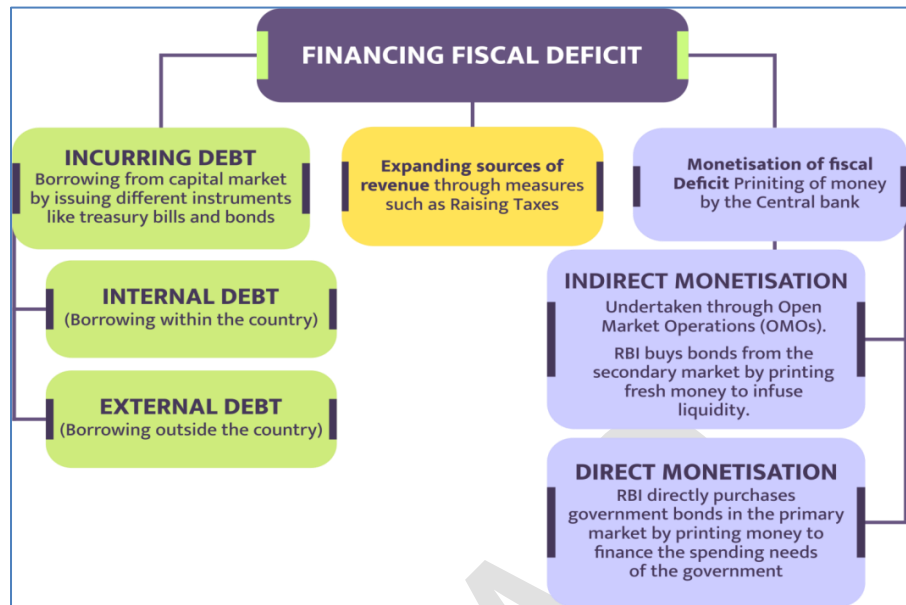 FINANCING FISCAL DEFICIT
INCURRING DEBT
Borrowing from capital market
by issuing different instruments
like treasury bills and bonds
INTERNAL DEBT
(Borrowing within the country)
EXTERNAL DEBT
(Borrowing outside the country)
Expanding sources of
revenue through measures
such as Raising Taxes
Monetisation of fiscal
Deficit Priniting of money
by the Central bank
INDIRECT MONETISATION
Undertaken through Open
Market Operations (OMOs).
RBI buys bonds from the
secondary market by printing
fresh money to infuse
liquidity.
DIRECT MONETISATION
RBI directly purchases
government bonds in the primary
market by printing money to
finance the spending needs
of the government